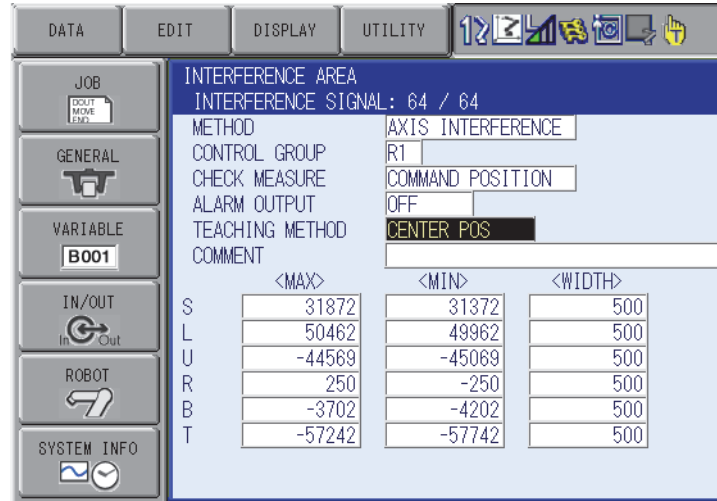 DATA EDIT DISPLAY UTILITY
JOB
DOUT
MOVE
END
GENERAL
VARIABLE
B001
IN/OUT
In Out
ROBOT
SYSTEM INFO
INTERFERENCE AREA
INTERFERENCE SIGNAL: 64 / 64
METHOD AXIS INTERFERENCE
CONTROL GROUP R1
CHECK MEASURE COMMAND POSITION
ALARM OUTPUT OFF
TEACHING METHOD CENTER POS
COMMENT
<MAX> <MIN> <WIDTH>
S 31872 31372 500
L 50462 49962 500
U -44569 -45069 500
R 250 -250 500
B -3702 -4202 500
T -57242 -57742 500